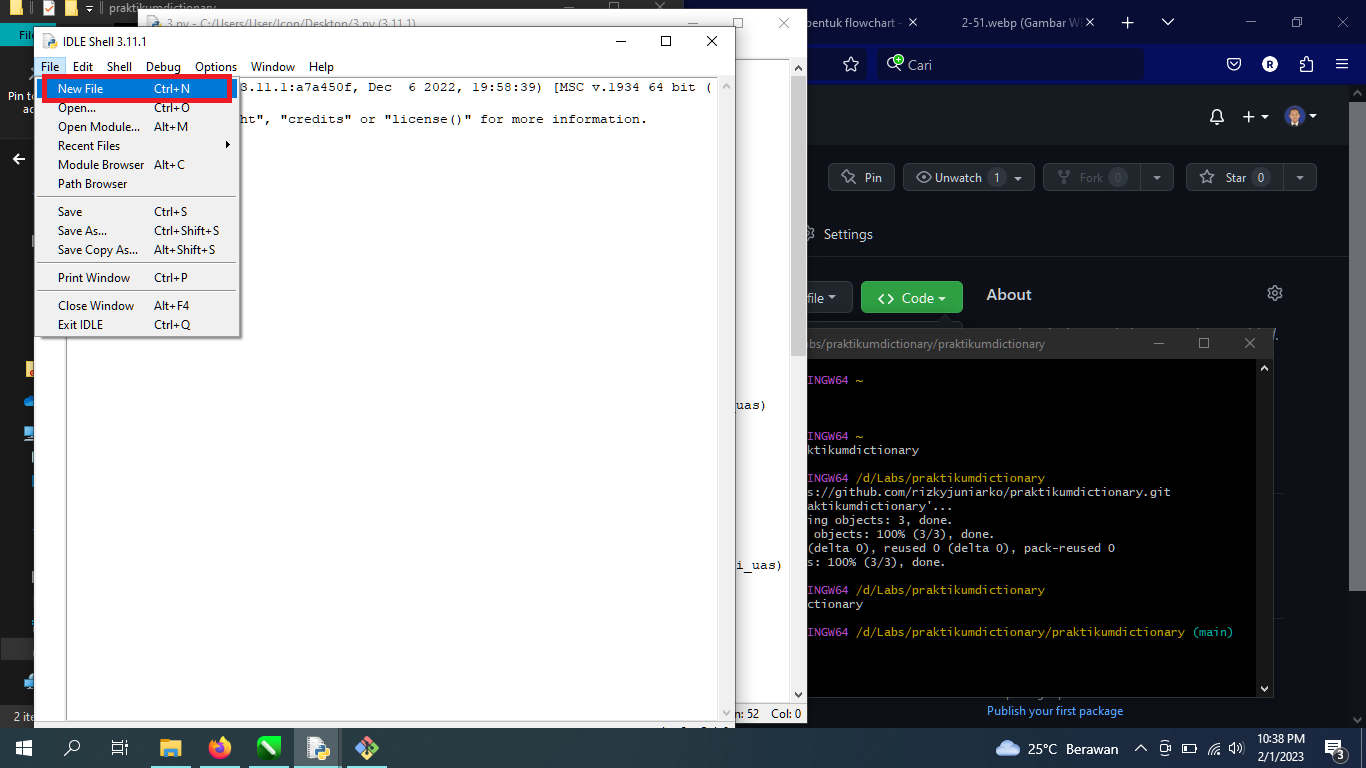 praktikumdictionary
3.py - C:/Users/User/Icon/Desktop/3.py (3.11.1)
IDLE Shell 3.11.1
File Edit Shell Debug Options Window Help
New File Ctrl+N
Open... Ctrl+O
Open Module... Alt+M
Recent Files
Module Browser Alt+C
Path Browser
Save Ctrl+S
Save As... Ctrl+Shift+S
Save Copy As... Alt+Shift+S
Print Window Ctrl+P
Close Window Alt+F4
Exit IDLE Ctrl+Q
3.11.1:a7a450f, Dec 6 2022, 19:58:39) [MSC v.1934 64 bit (
ht", "credits" or "license()" for more information.
_uas)
i_uas)
n: 52 Col: 0
Pin to
2 ite
bentuk flowchart -
2-51.webp (Gambar W
Cari
R
Pin
Unwatch 1
Fork 0
Star 0
Settings
file
Code
About
abs/praktikumdictionary/praktikumdictionary
INGW64 ~
INGW64 ~
ktikumdictionary
INGW64 /d/Labs/praktikumdictionary
s://github.com/rizkyjuniarko/praktikumdictionary.git
aktikumdictionary'...
ing objects: 3, done.
objects: 100% (3/3), done.
(delta 0), reused 0 (delta 0), pack-reused 0
s: 100% (3/3), done.
INGW64 /d/Labs/praktikumdictionary
ctionary
INGW64 /d/Labs/praktikumdictionary/praktikumdictionary (main)
Publish your first package
25°C Berawan
10:38 PM
2/1/2023
3